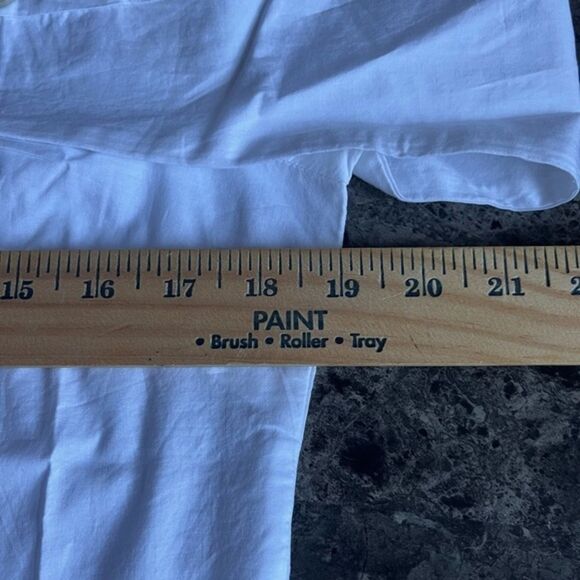 15 16 17 18 19 20 21
PAINT
• Brush • Roller • Tray